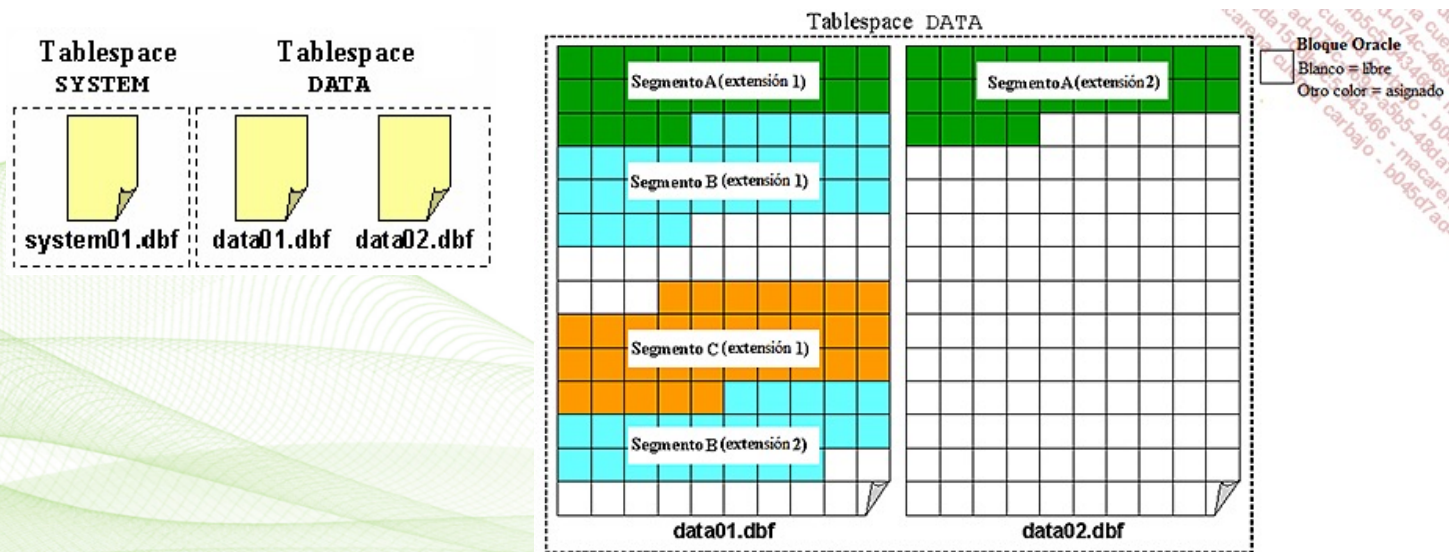 Tablespace
SYSTEM
Tablespace
DATA
system01.dbf
data01.dbf
data02.dbf
Tablespace DATA
Segmento A (extensión 1)
Segmento B (extensión 1)
Segmento C (extensión 1)
Segmento B (extensión 2)
data01.dbf
Segmento A (extensión 2)
data02.dbf
Bloque Oracle
Blanco = libre
Otro color = asignado